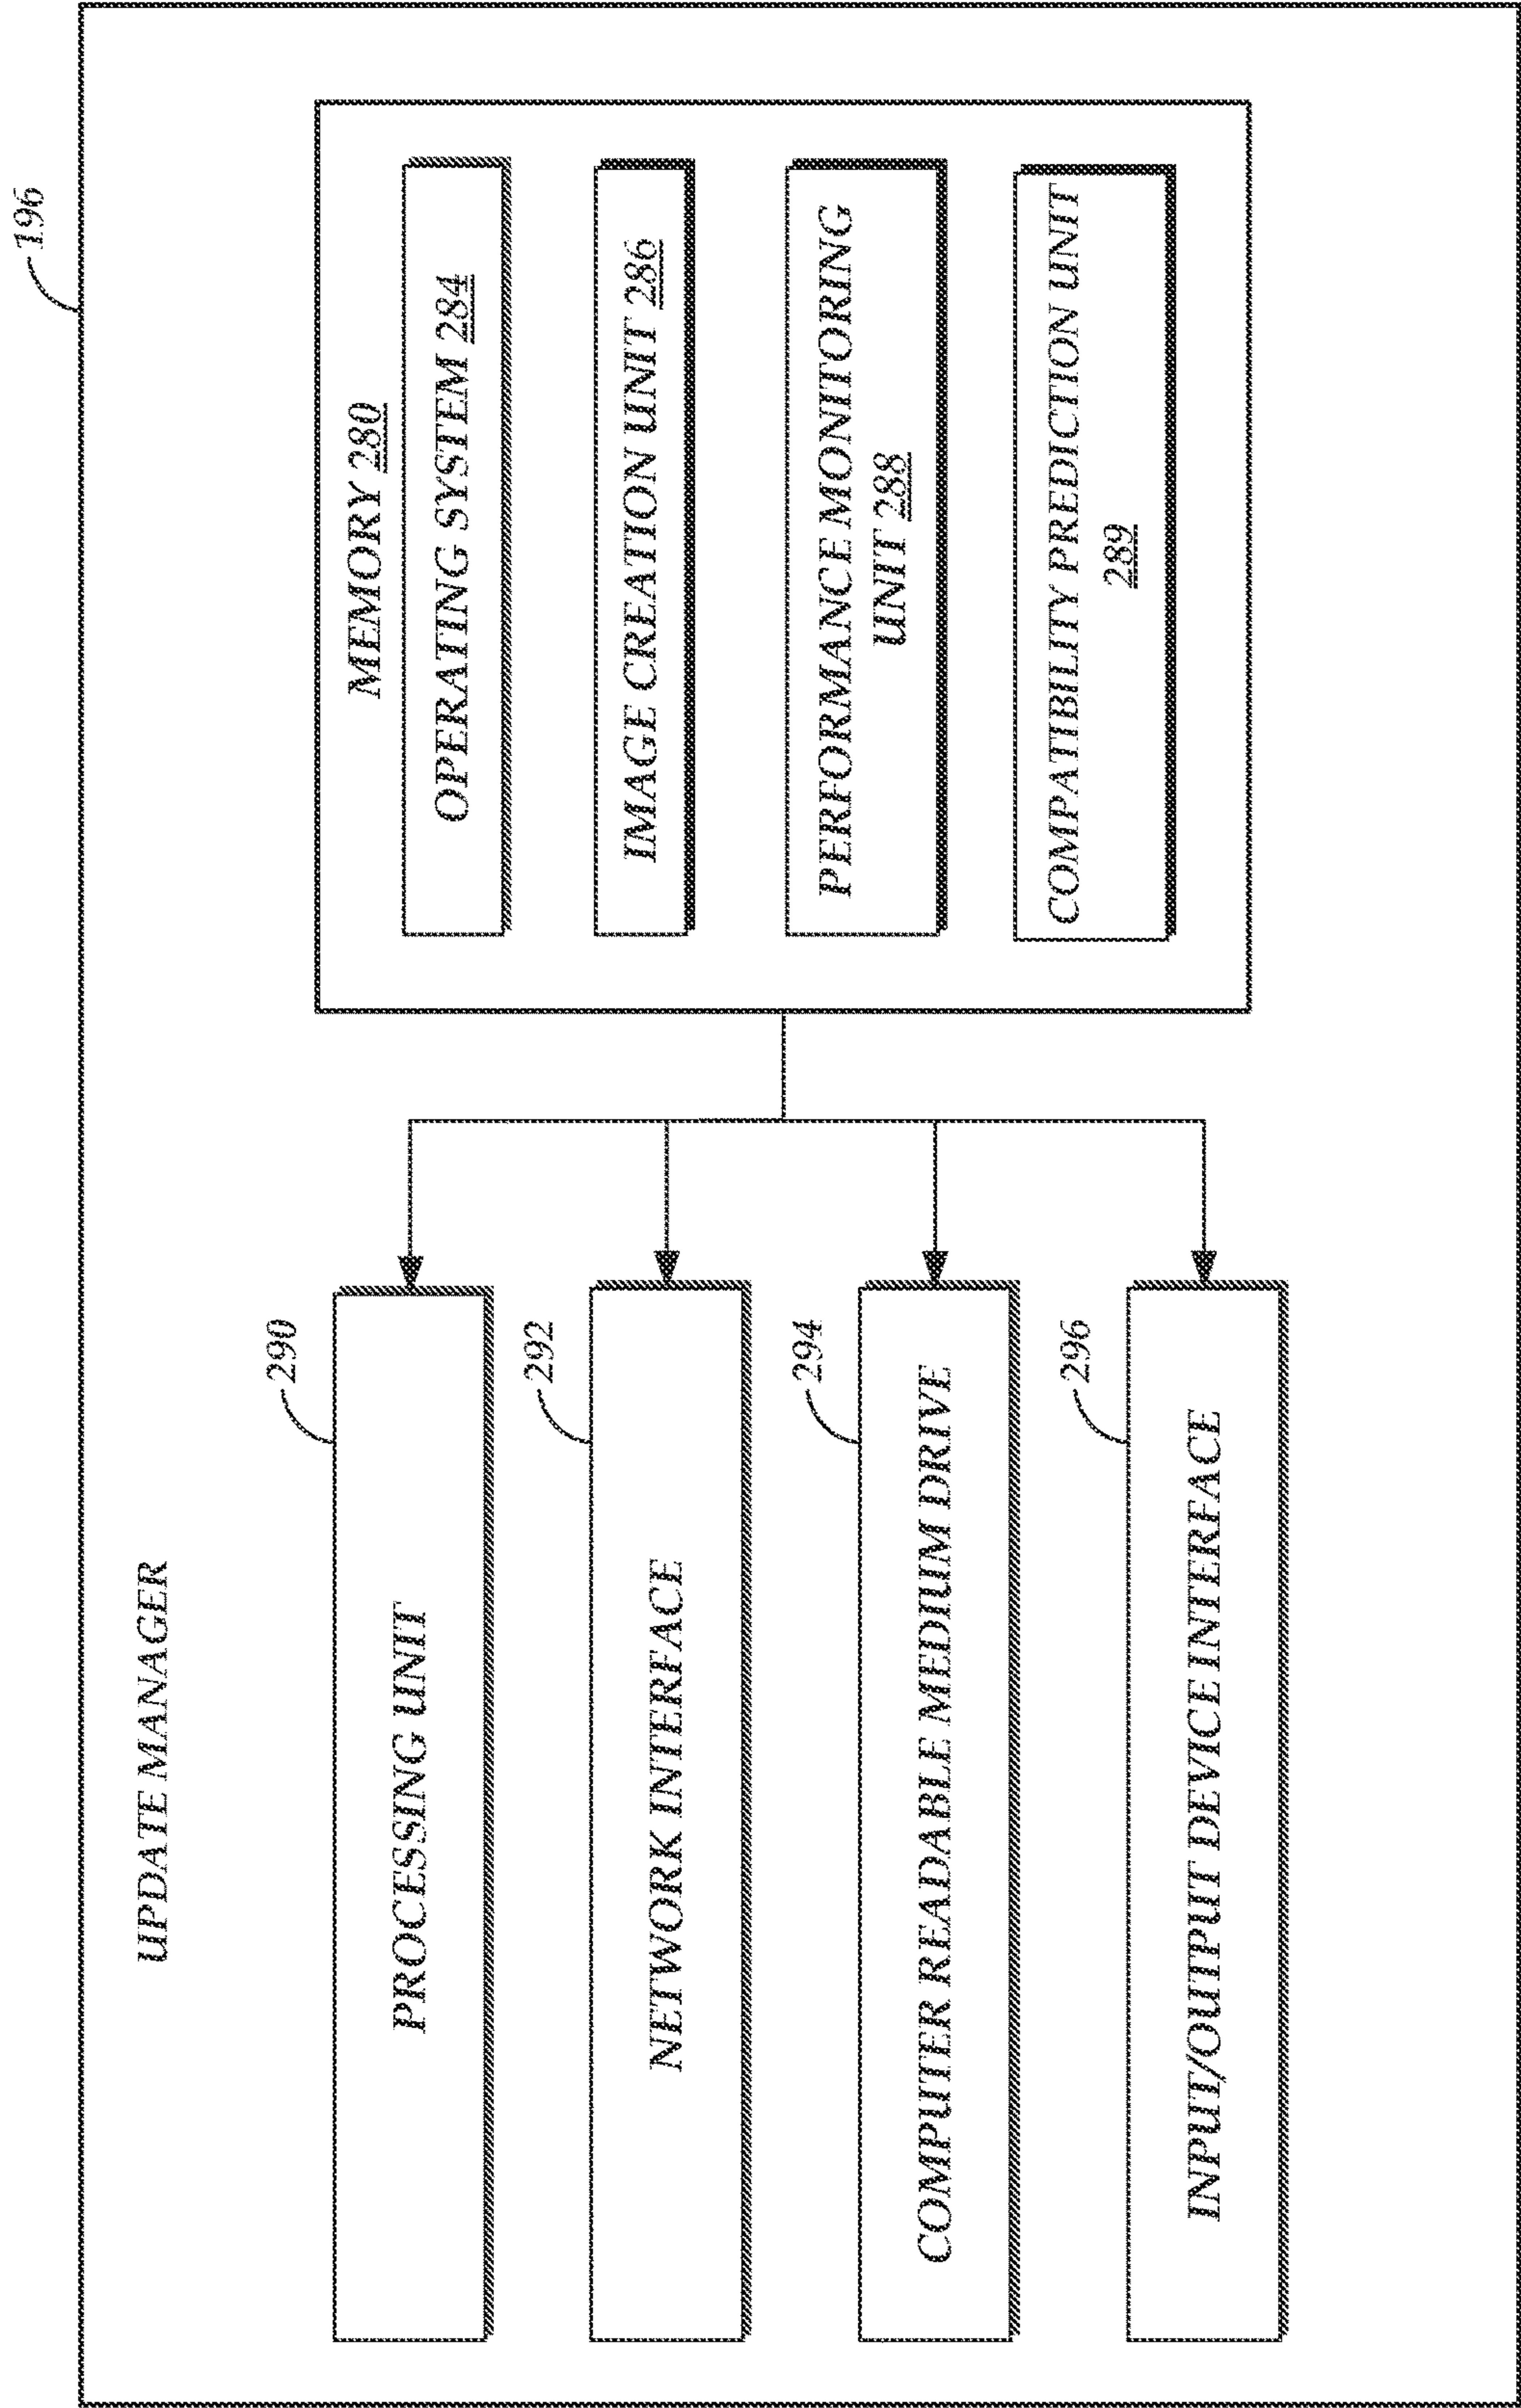 196
UPDATE MANAGER
290
PROCESSING UNIT
292
NETWORK INTERFACE
294
COMPUTER READABLE MEDIUM DRIVE
296
INPUT/OUTPUT DEVICE INTERFACE
MEMORY 280
OPERATING SYSTEM 284
IMAGE CREATION UNIT 286
PERFORMANCE MONITORING
UNIT 288
COMPATIBILITY PREDICTION UNIT
289